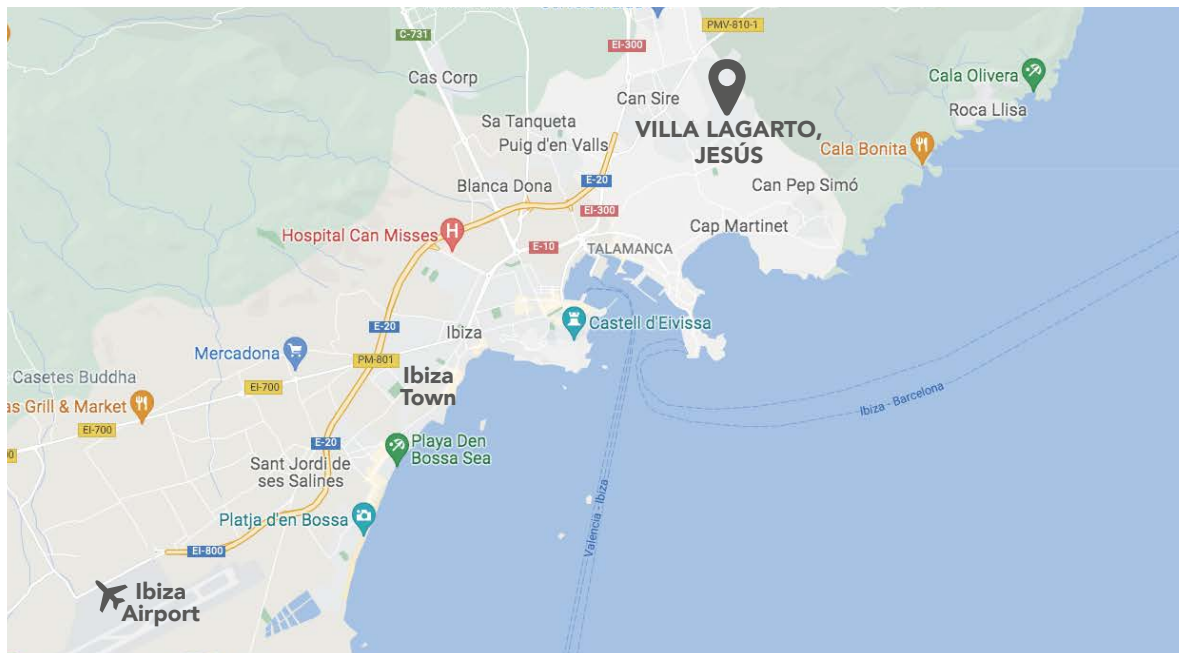 PMV-810-1
C-731
EI-300
Cas Corp
Cala Olivera
Can Sire
Roca Llisa
Sa Tanqueta
VILLA LAGARTO,
JESÚS
Puig d'en Valls
Cala Bonita
E-20
Blanca Dona
Can Pep Simó
EI-300
Cap Martinet
Hospital Can Misses
H
E-10
TALAMANCA
E-20
Ibiza
Castell d'Eivissa
Mercadona
PM-801
Casetes Buddha
EI-700
Ibiza
Town
as Grill & Market
Ibiza - Barcelona
EI-700
E-20
Playa Den
Bossa Sea
Sant Jordi de
ses Salines
Platja d'en Bossa
Valencia - Ibiza
EI-800
Ibiza
Airport